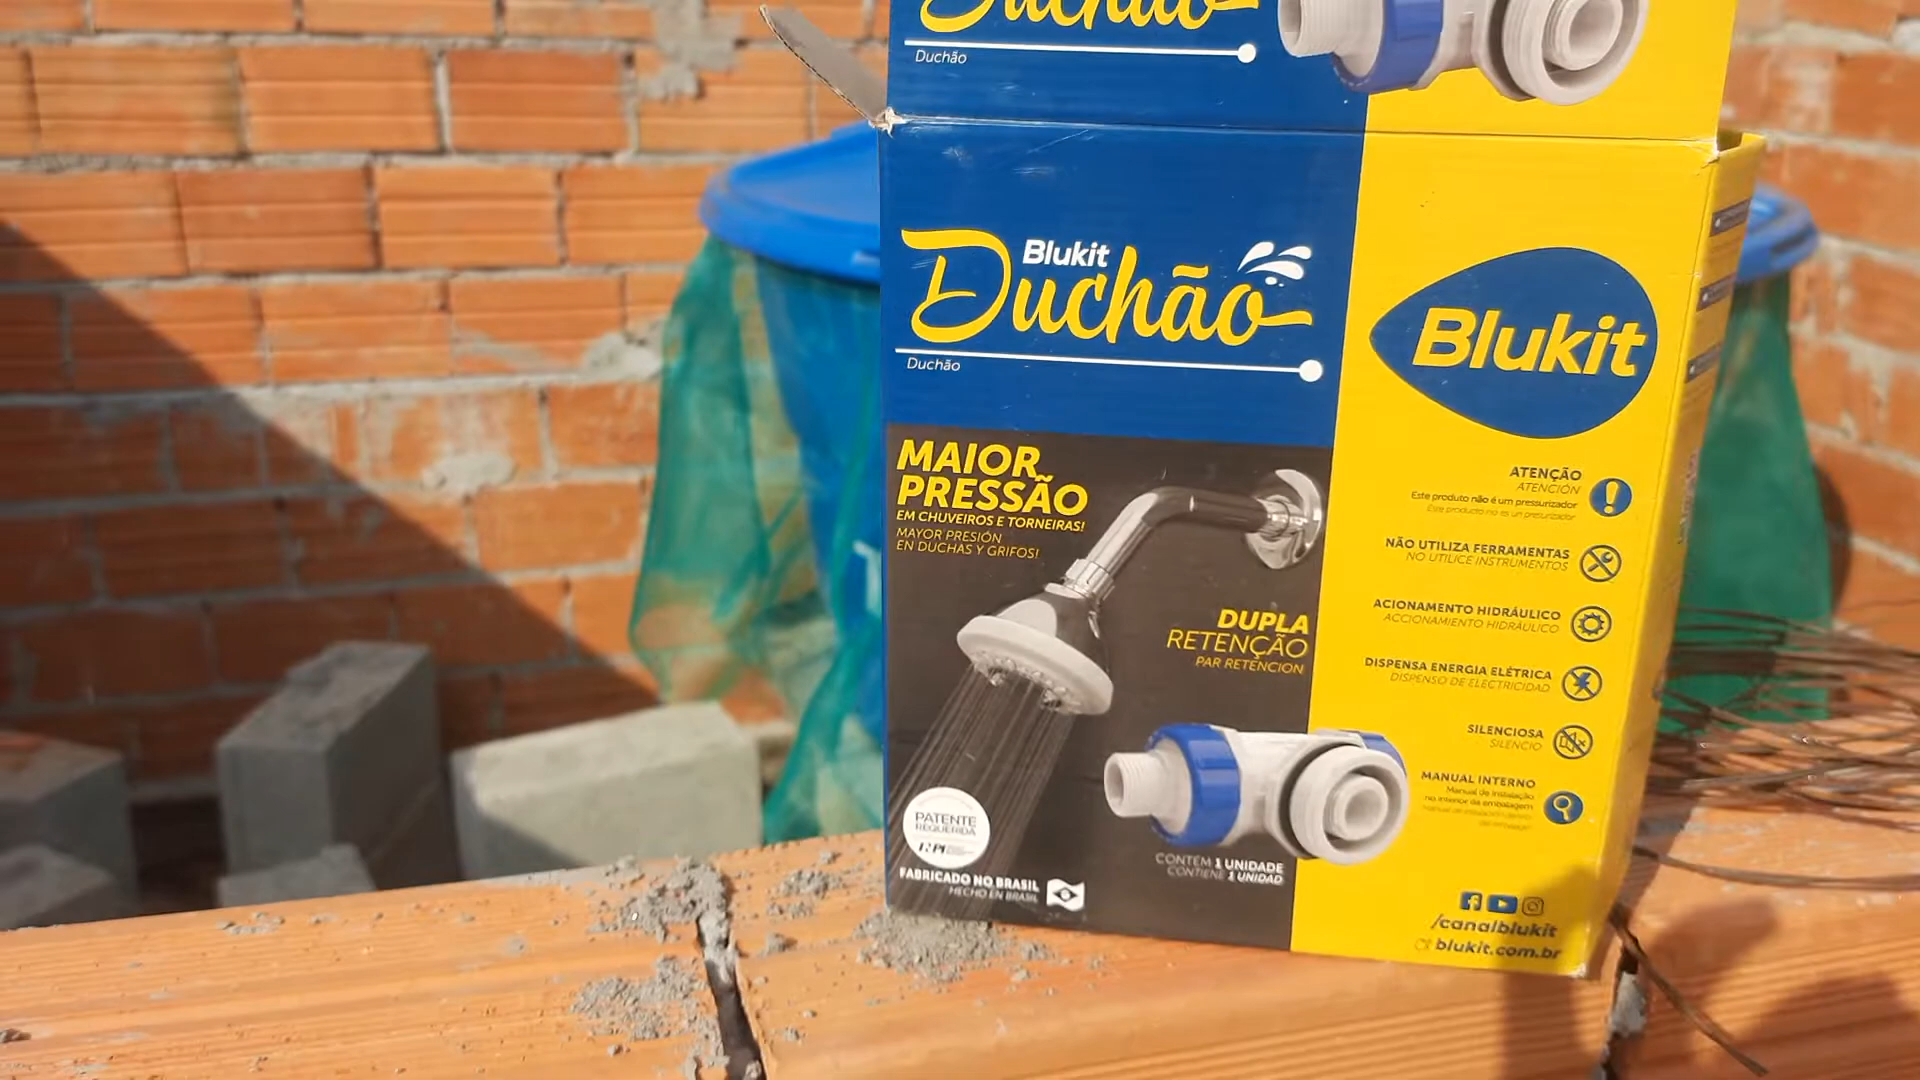 Duchão
Duchão
Blukit
Duchão
Duchão
Blukit
MAIOR
PRESSÃO
EM CHUVEIROS E TORNEIRAS!
MAYOR PRESIÓN
EN DUCHAS Y GRIFOS!
DUPLA
RETENÇÃO
PAR RETENCION
ATENÇÃO
ATENCIÓN
Este produto não é um pressurizador
Este producto no es un presurizador
NÃO UTILIZA FERRAMENTAS
NO UTILICE INSTRUMENTOS
ACIONAMENTO HIDRÁULICO
ACCIONAMIENTO HIDRÁULICO
DISPENSA ENERGIA ELÉTRICA
DISPENSO DE ELECTRICIDAD
SILENCIOSA
SILENCIO
MANUAL INTERNO
Manual de instalação
no interior da embalagem
PATENTE
REQUERIDA
INPI
CONTÉM 1 UNIDADE
CONTIENE 1 UNIDAD
FABRICADO NO BRASIL
HECHO EN BRASIL
/canalblukit
blukit.com.br